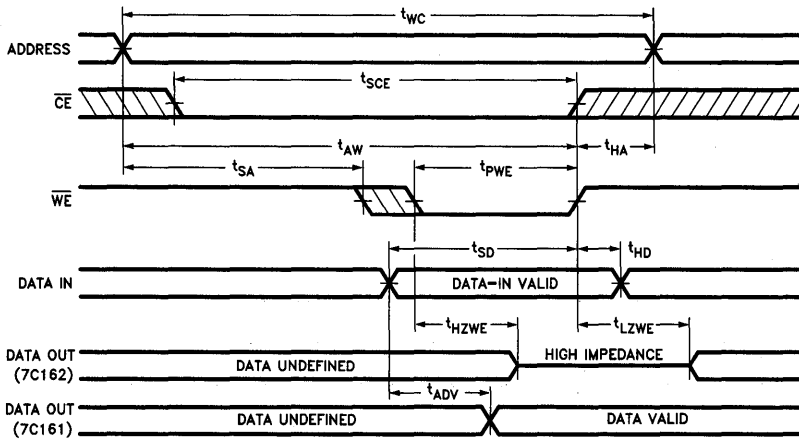 tWC
ADDRESS
tSCE
CE
tAW
tHA
tSA
tPWE
WE
tSD
tHD
DATA IN
DATA-IN VALID
tHZWE
tLZWE
DATA OUT
(7C162)
DATA UNDEFINED
HIGH IMPEDANCE
tADV
DATA OUT
(7C161)
DATA UNDEFINED
DATA VALID